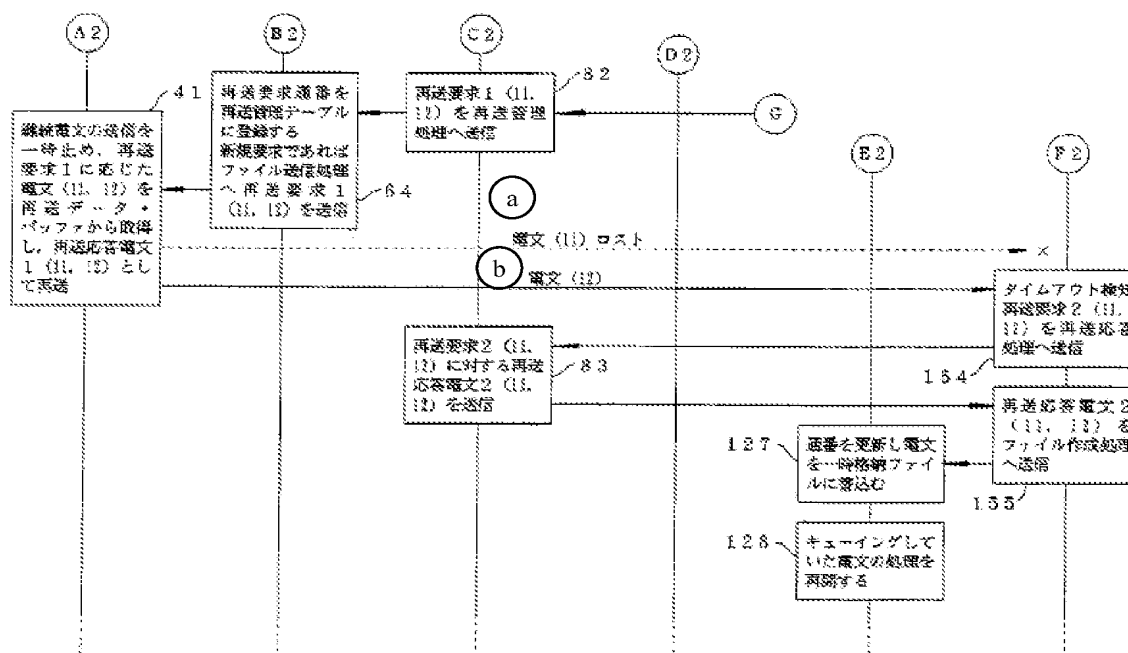 A2
B2
C2
D2
E2
F2
G
41
継続電文の送信を
一時止め、再送
要求1に応じた
電文(11, 12)を
再送データ・
バッファから取得
し、再送応答電文
1(11, 12)とし
て再送
再送要求通番を
再送管理テーブル
に登録する
新規要求であれば
ファイル送信処理
へ再送要求1
(11, 12)を送信
64
82
再送要求1(11,
12)を再送管理
処理へ送信
a
電文(11)ロスト
×
b
電文(12)
タイムアウト検知
再送要求2(11,
12)を再送応答
処理へ送信
154
再送要求2(11,
12)に対する再送
応答電文2(11,
12)を送信
83
再送応答電文2
(11, 12)を
ファイル作成処理
へ送信
155
127
通番を更新し電文
を一時格納ファイ
ルに書込む
128
キューイングして
いた電文の処理を
再開する